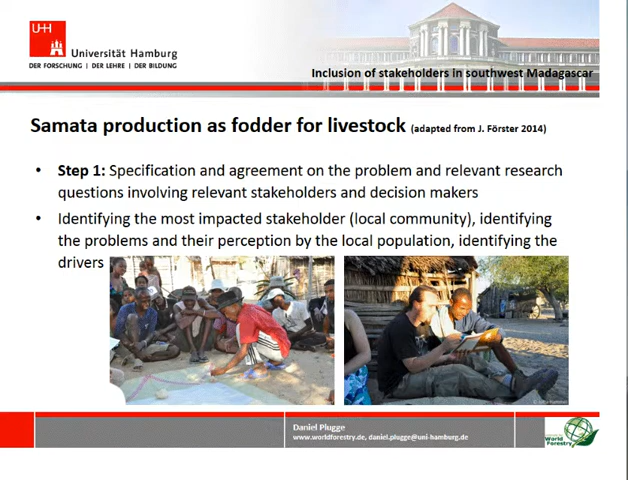 UH
Universität Hamburg
DER FORSCHUNG | DER LEHRE | DER BILDUNG
Inclusion of stakeholders in southwest Madagascar
Samata production as fodder for livestock (adapted from J. Förster 2014)
• Step 1: Specification and agreement on the problem and relevant research
questions involving relevant stakeholders and decision makers
• Identifying the most impacted stakeholder (local community), identifying
the problems and their perception by the local population, identifying the
drivers
Daniel Plugge
www.worldforestry.de, daniel.plugge@uni-hamburg.de
World
Forestry